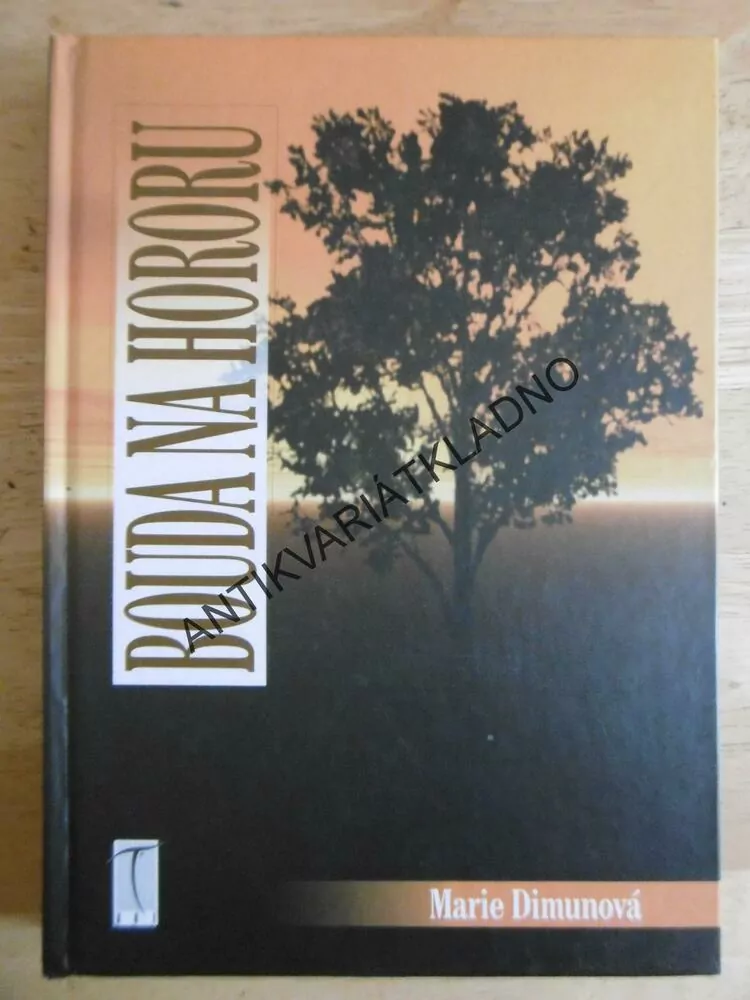 BOUDA NA HORORU
ANTIKVARIÁTKLADNO
Marie Dimunová